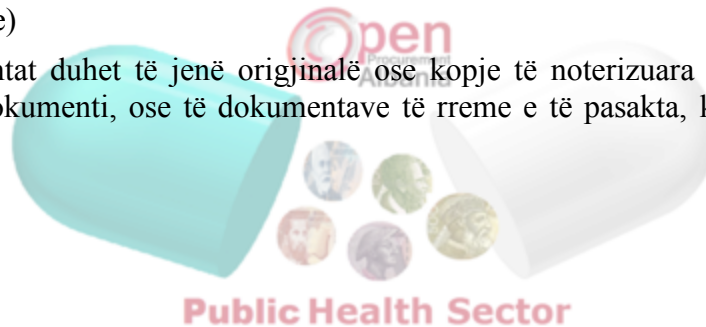 e)
Open
Procurement
Albania
ntat duhet të jenë origjinalë ose kopje të noterizuara
okumenti, ose të dokumentave të rreme e të pasakta, k
Public Health Sector